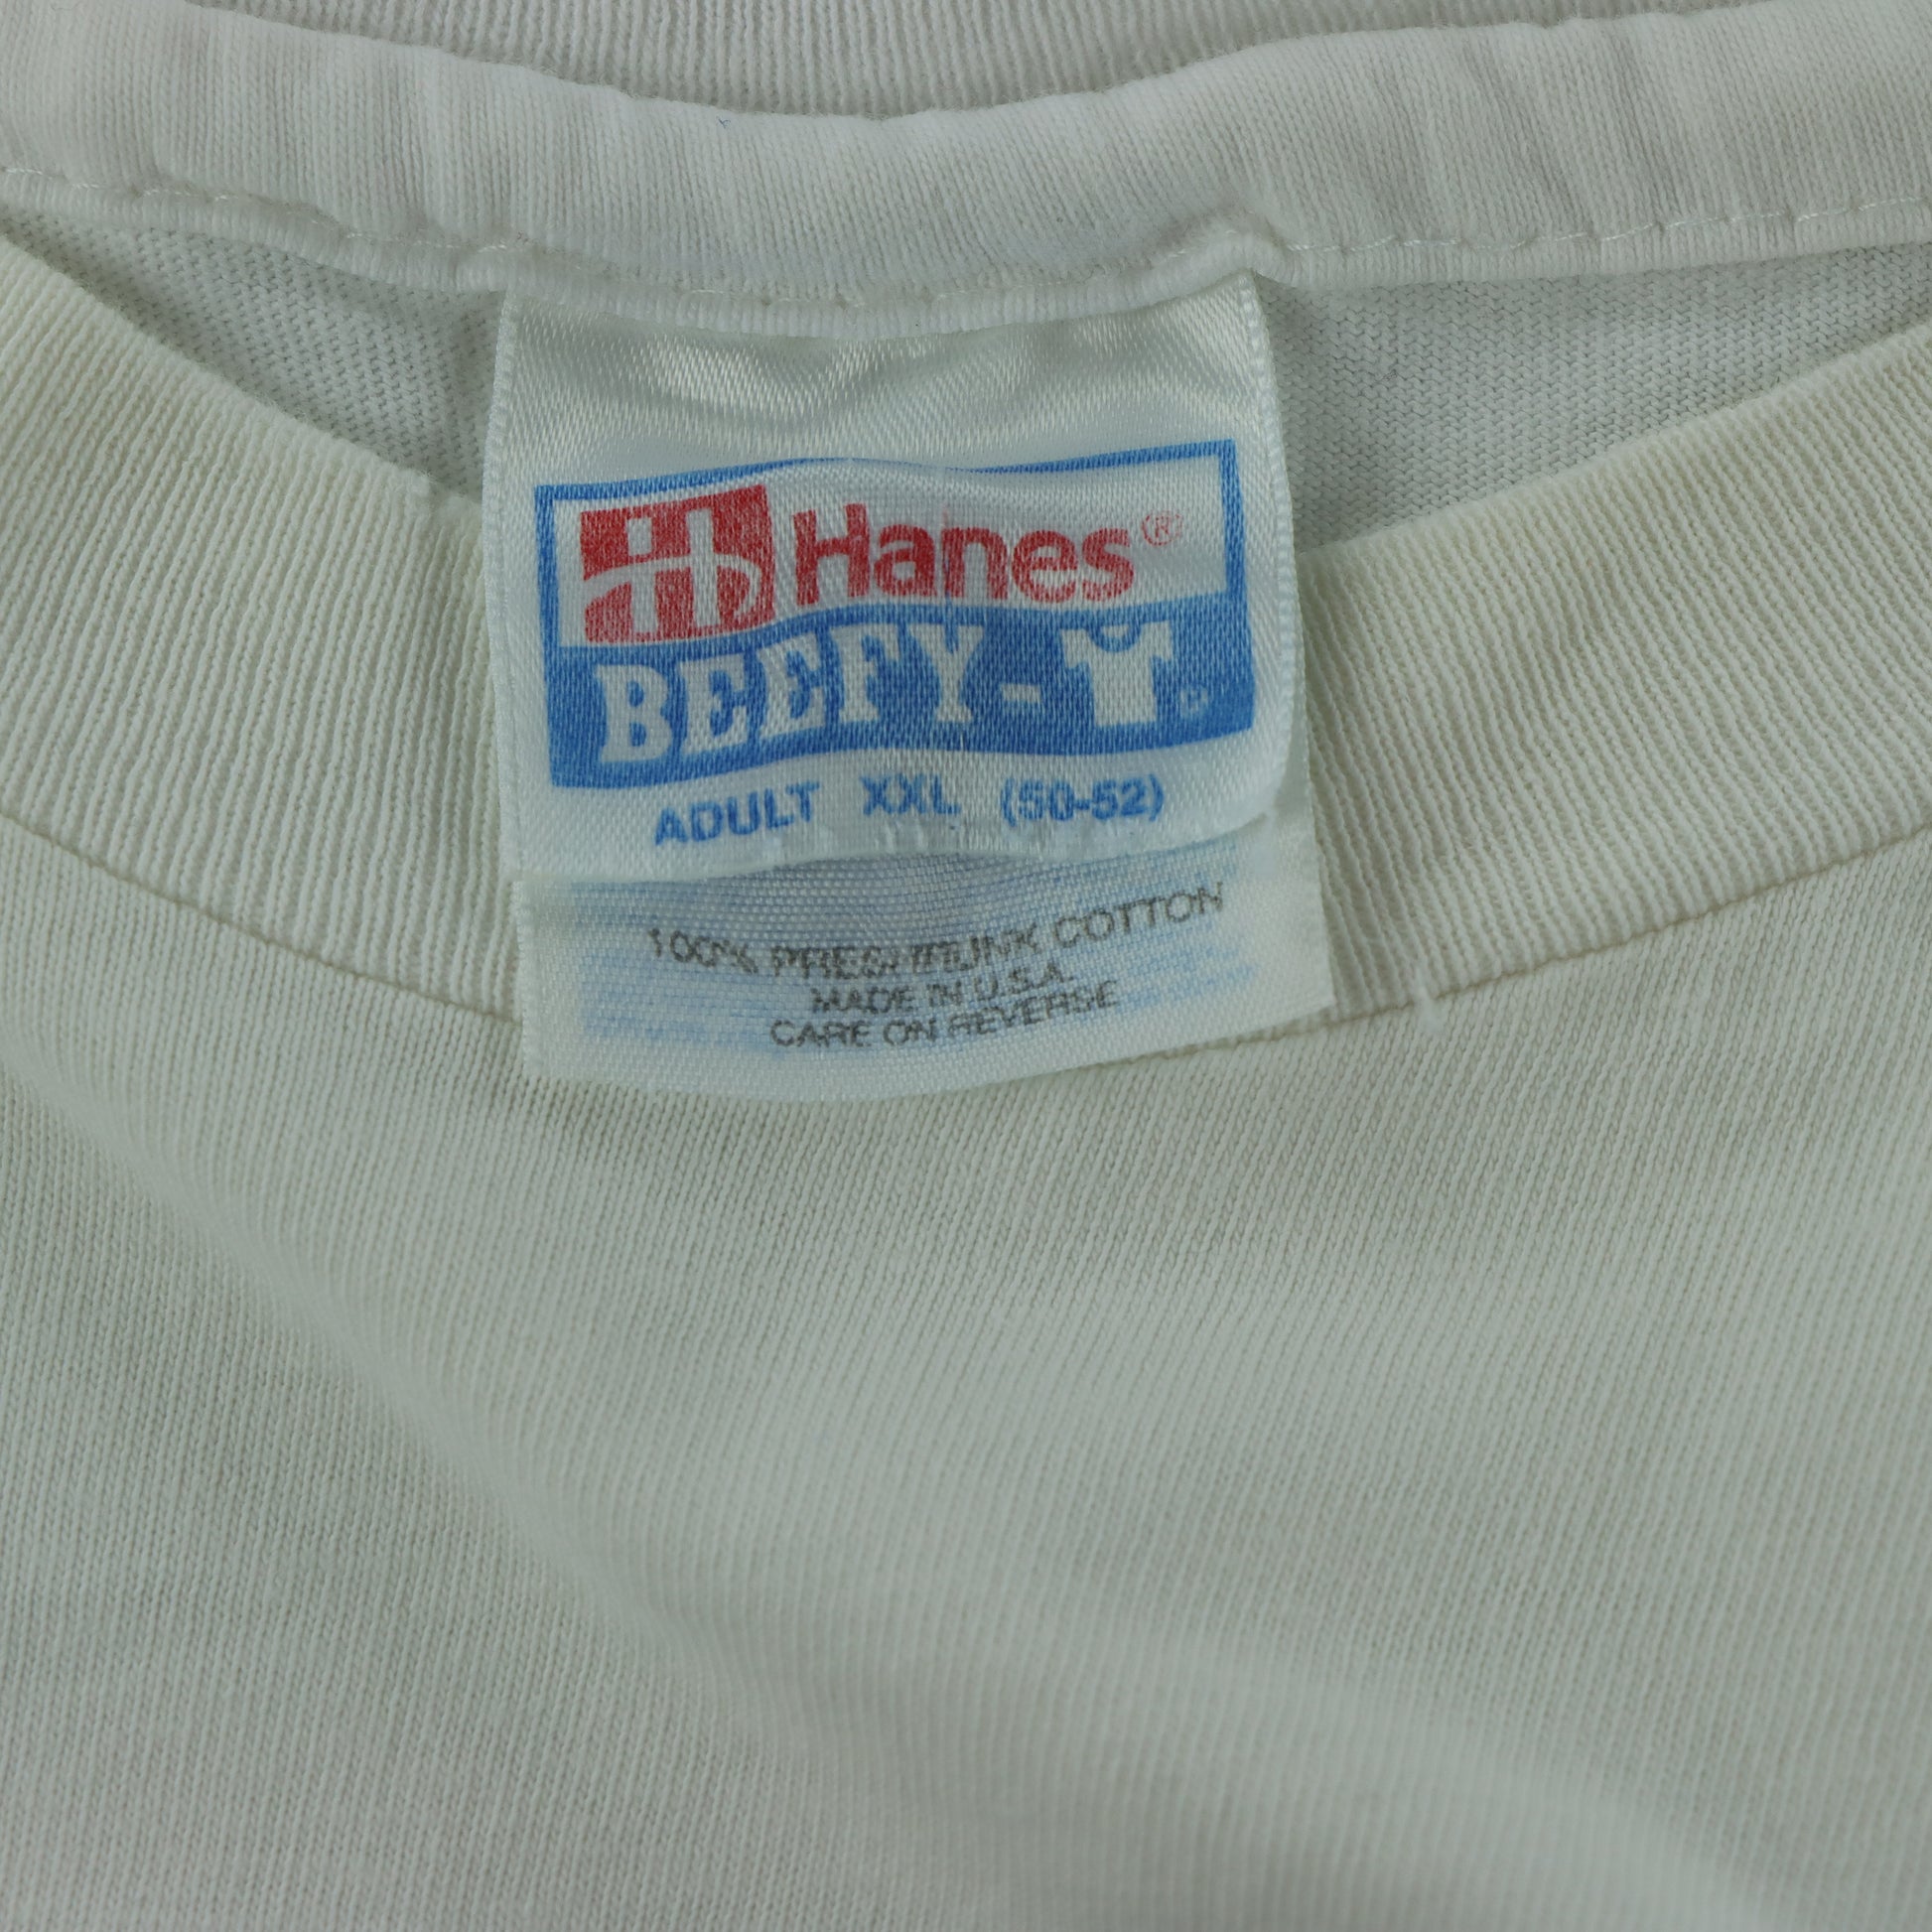 Hanes®
BEEFY-T
ADULT XXL (50-52)
100% PRESHRUNK COTTON
MADE IN U.S.A.
CARE ON REVERSE